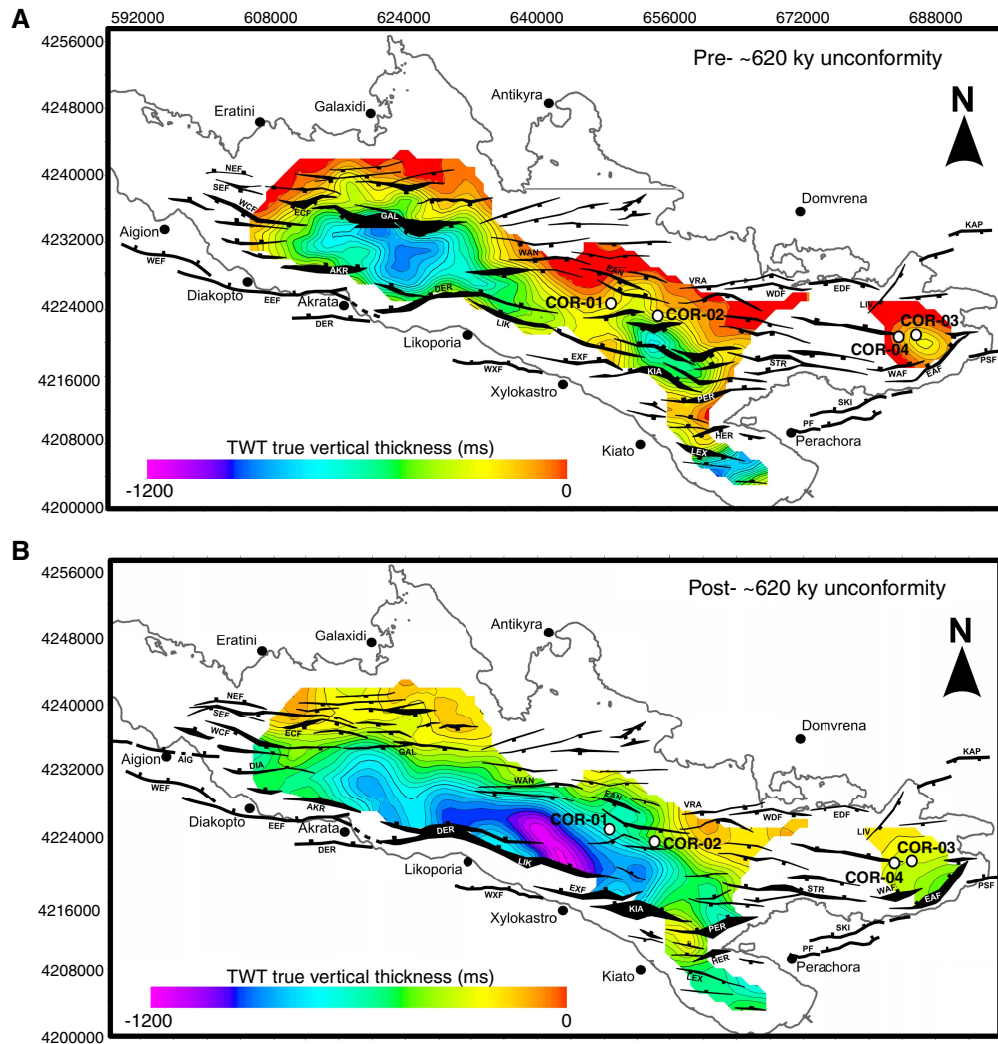 592000 608000 624000 640000 656000 672000 688000
A
4256000
Pre- ~620 ky unconformity
4248000
Eratini
Galaxidi
Antikyra
N
4240000
NEF
SEF
WCF
ECF
GAL
Domvrena
KAP
Aigion
4232000
WEF
AKR
WAN
EAN
VRA
WDF
EDF
LIV
Diakopto
EEF
Akrata
DER
DER
COR-01
COR-02
COR-03
COR-04
4224000
LIK
Likoporia
EXF
WXF
KIA
STR
WAF
EAF
PSF
4216000
Xylokastro
PER
SKI
PF
Perachora
HER
LEX
4208000
Kiato
TWT true vertical thickness (ms)
-1200 0
4200000
B
4256000
Post- ~620 ky unconformity
4248000
Eratini
Galaxidi
Antikyra
N
4240000
NEF
SEF
WCF
ECF
GAL
Domvrena
KAP
Aigion
AIG
DIA
4232000
WEF
AKR
WAN
EAN
VRA
WDF
EDF
LIV
Diakopto
EEF
Akrata
DER
DER
COR-01
COR-02
COR-03
COR-04
4224000
LIK
Likoporia
EXF
WXF
KIA
STR
WAF
EAF
PSF
4216000
Xylokastro
PER
SKI
PF
Perachora
HER
LEX
4208000
Kiato
TWT true vertical thickness (ms)
-1200 0
4200000